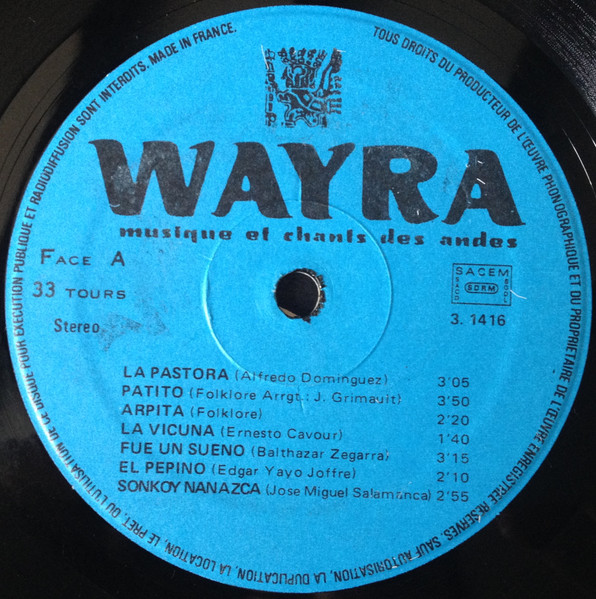 TOUS DROITS DU PRODUCTEUR DE L'ŒUVRE PHONOGRAPHIQUE ET DU PROPRIETAIRE DE L'ŒUVRE ENREGISTREE RESERVES. SAUF AUTORISATION, LA DUPLICATION, LA LOCATION, LE PRET, OU L'UTILISATION DE CE DISQUE POUR EXECUTION PUBLIQUE ET RADIODIFFUSION SONT INTERDITS. MADE IN FRANCE.
WAYRA
musique et chants des andes
FACE A
33 TOURS
Stereo
SACEM
SACD SDRM SGDL
3. 1416
LA PASTORA (Alfredo Dominguez) 3'05
PATITO (Folklore Arrgt : J. Grimault) 3'50
ARPITA (Folklore) 2'20
LA VICUNA (Ernesto Cavour) 1'40
FUE UN SUENO (Balthazar Zegarra) 3'15
EL PEPINO (Edgar Yayo Joffre) 2'10
SONKOY NANAZCA (Jose Miguel Salamanca) 2'55